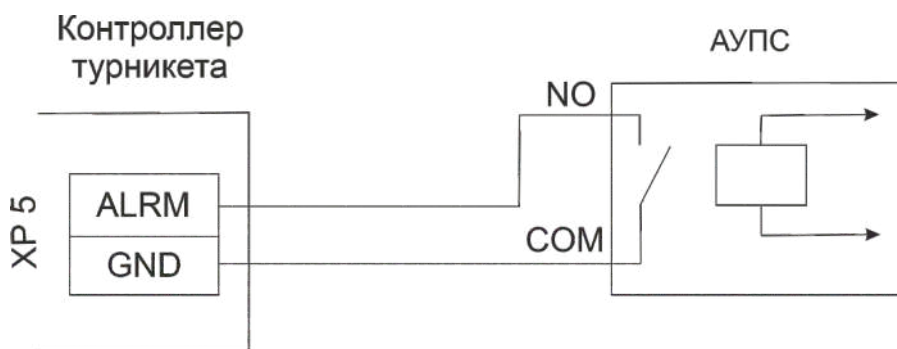 Контроллер
турникета
АУПС
NO
XP 5
ALRM
COM
GND